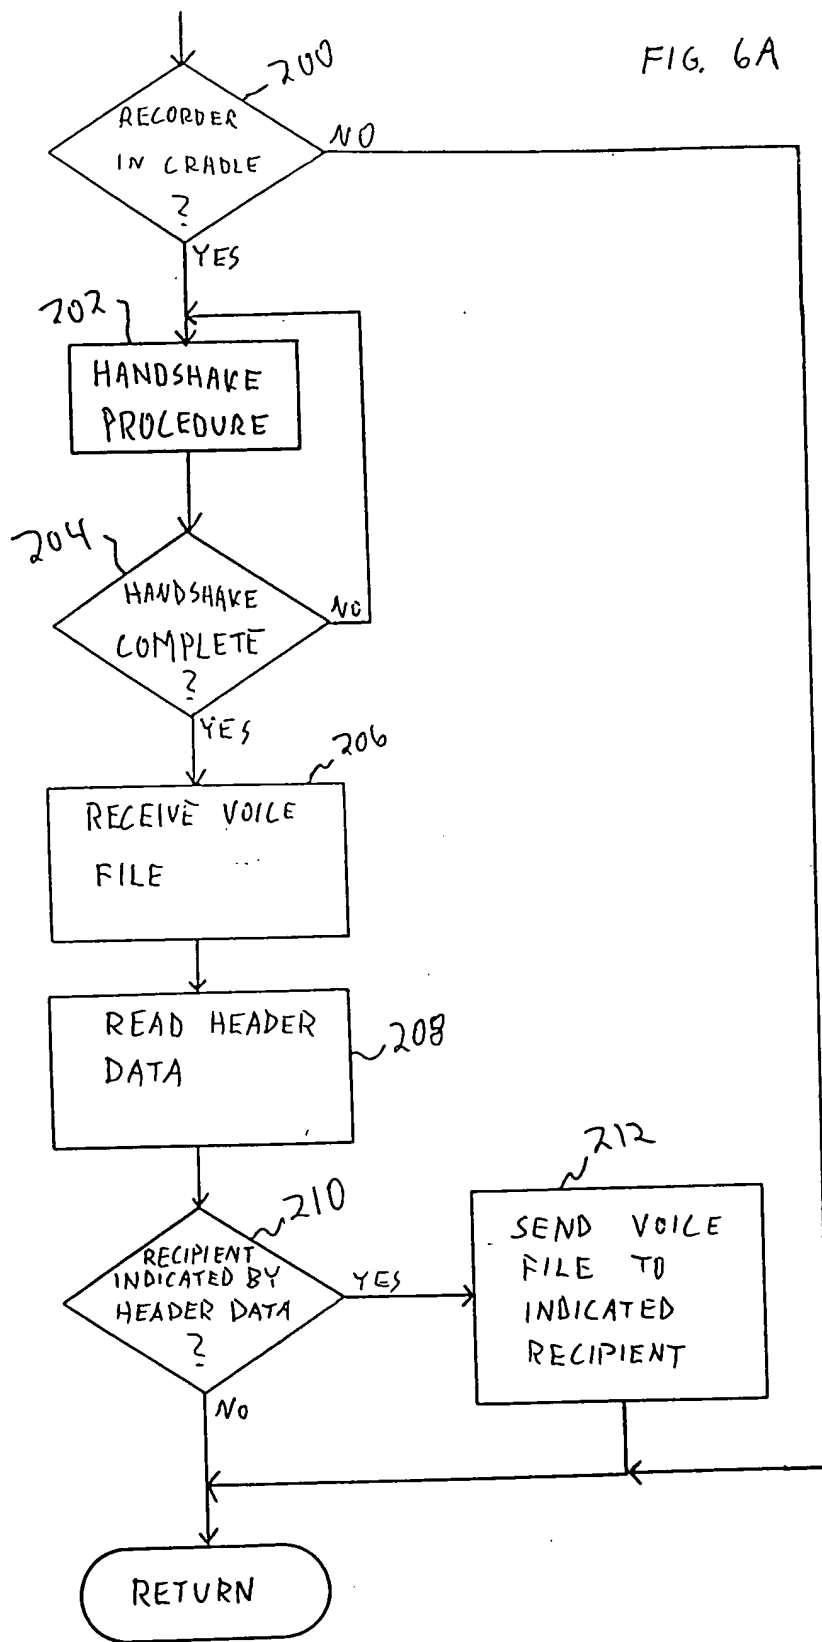 FIG. 6A
200
RECORDER
IN CRADLE
?
NO
YES
202
HANDSHAKE
PROCEDURE
204
HANDSHAKE
COMPLETE
?
NO
YES
206
RECEIVE VOICE
FILE
READ HEADER
DATA
208
210
RECIPIENT
INDICATED BY
HEADER DATA
?
YES
NO
212
SEND VOICE
FILE TO
INDICATED
RECIPIENT
RETURN